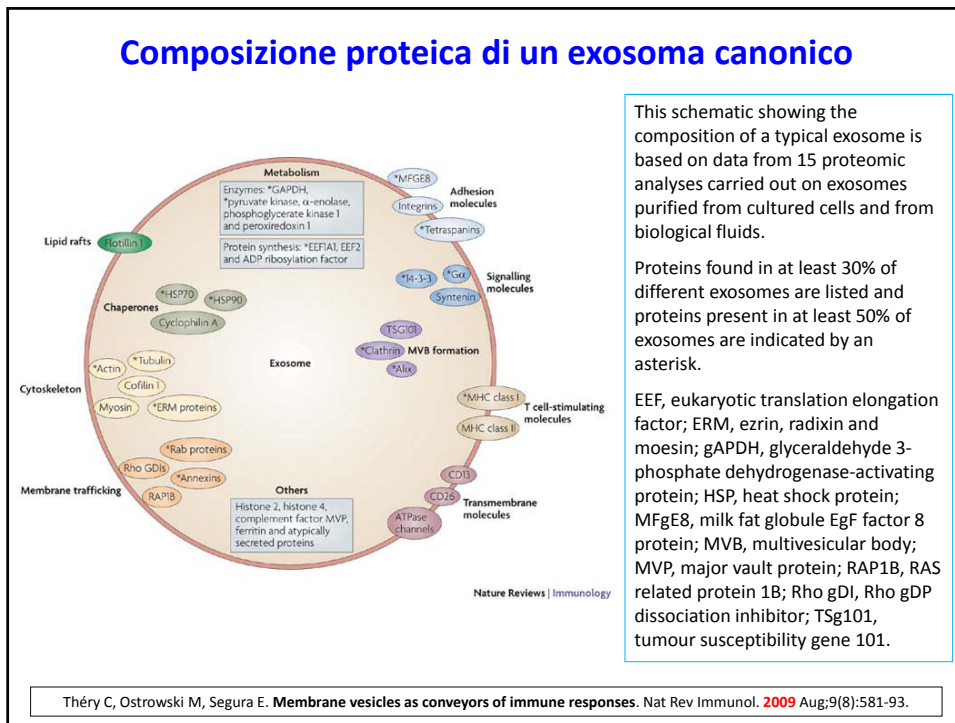 Composizione proteica di un exosoma canonico
Metabolism
Enzymes: *GAPDH,
*pyruvate kinase, α-enolase,
phosphoglycerate kinase 1
and peroxiredoxin 1
Protein synthesis: *EEF1A1, EEF2
and ADP ribosylation factor
*MFGE8
Integrins
*Tetraspanins
Adhesion
molecules
Lipid rafts
Flotillin 1
*14-3-3
*Gα
Syntenin
Signalling
molecules
Chaperones
*HSP70
*HSP90
Cyclophilin A
TSG101
*Clathrin
*Alix
MVB formation
Exosome
Cytoskeleton
*Actin
*Tubulin
Cofilin 1
Myosin
*ERM proteins
*MHC class I
MHC class II
T cell-stimulating
molecules
Membrane trafficking
*Rab proteins
Rho GDIs
*Annexins
RAP1B
CD13
CD26
ATPase
channels
Transmembrane
molecules
Others
Histone 2, histone 4,
complement factor MVP,
ferritin and atypically
secreted proteins
Nature Reviews | Immunology
This schematic showing the
composition of a typical exosome is
based on data from 15 proteomic
analyses carried out on exosomes
purified from cultured cells and from
biological fluids.
Proteins found in at least 30% of
different exosomes are listed and
proteins present in at least 50% of
exosomes are indicated by an
asterisk.
EEF, eukaryotic translation elongation
factor; ERM, ezrin, radixin and
moesin; gAPDH, glyceraldehyde 3-
phosphate dehydrogenase-activating
protein; HSP, heat shock protein;
MFgE8, milk fat globule EgF factor 8
protein; MVB, multivesicular body;
MVP, major vault protein; RAP1B, RAS
related protein 1B; Rho gDI, Rho gDP
dissociation inhibitor; TSg101,
tumour susceptibility gene 101.
Théry C, Ostrowski M, Segura E. Membrane vesicles as conveyors of immune responses. Nat Rev Immunol. 2009 Aug;9(8):581-93.